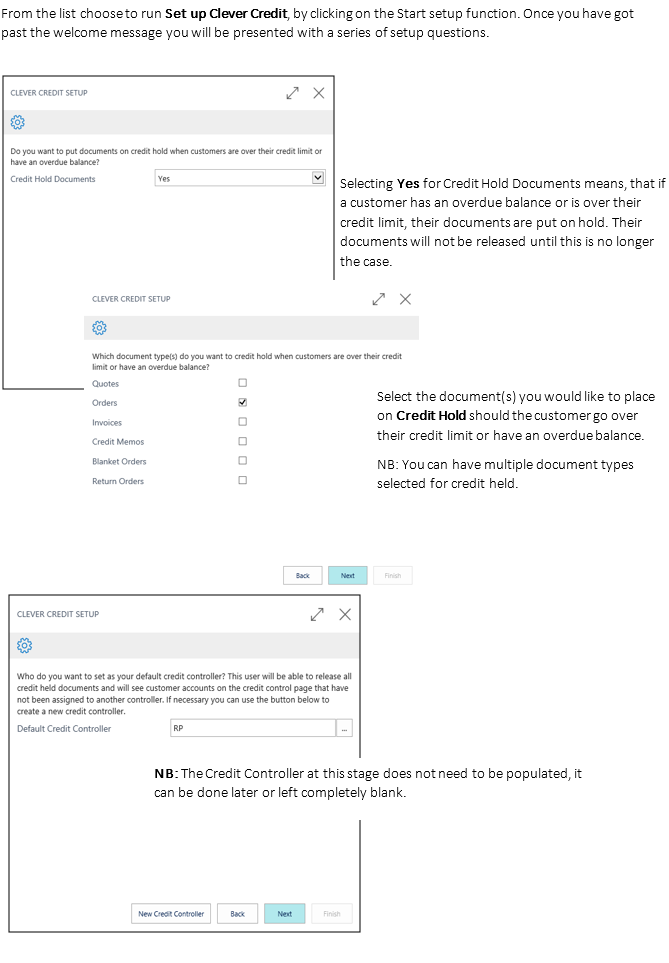 From the list choose to run Set up Clever Credit, by clicking on the Start setup function. Once you have got
past the welcome message you will be presented with a series of setup questions.
CLEVER CREDIT SETUP
Do you want to put documents on credit hold when customers are over their credit limit or
have an overdue balance?
Credit Hold Documents Yes
Selecting Yes for Credit Hold Documents means, that if
a customer has an overdue balance or is over their
credit limit, their documents are put on hold. Their
documents will not be released until this is no longer
the case.
CLEVER CREDIT SETUP
Which document type(s) do you want to credit hold when customers are over their credit
limit or have an overdue balance?
Quotes
Orders
Invoices
Credit Memos
Blanket Orders
Return Orders
Select the document(s) you would like to place
on Credit Hold should the customer go over
their credit limit or have an overdue balance.
NB: You can have multiple document types
selected for credit held.
Back Next Finish
CLEVER CREDIT SETUP
Who do you want to set as your default credit controller? This user will be able to release all
credit held documents and will see customer accounts on the credit control page that have
not been assigned to another controller. If necessary you can use the button below to
create a new credit controller.
Default Credit Controller RP ...
NB: The Credit Controller at this stage does not need to be populated, it
can be done later or left completely blank.
New Credit Controller Back Next Finish